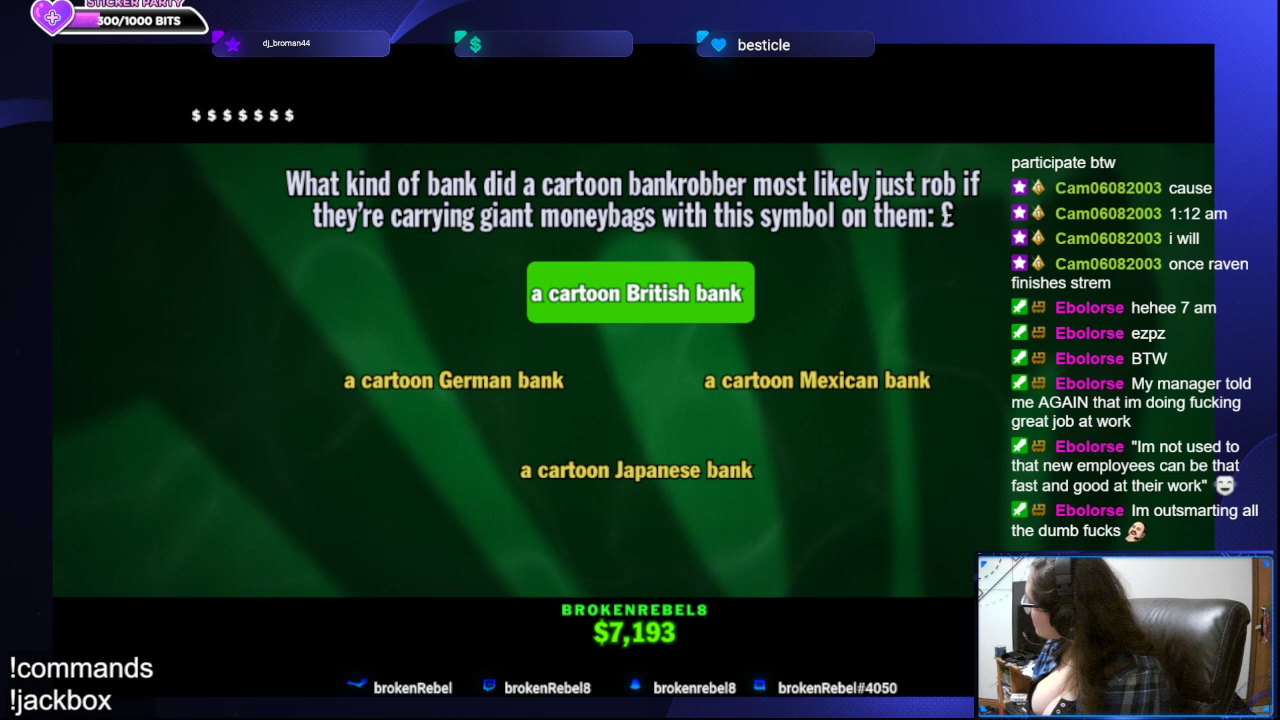 STICKER PARTY
300/1000 BITS
dj_broman44
$
besticle
$ $ $ $ $ $ $
What kind of bank did a cartoon bankrobber most likely just rob if
they're carrying giant moneybags with this symbol on them: £
a cartoon British bank
a cartoon German bank
a cartoon Mexican bank
a cartoon Japanese bank
BROKENREBEL8
$7,193
participate btw
Cam06082003 cause
Cam06082003 1:12 am
Cam06082003 i will
Cam06082003 once raven
finishes strem
Ebolorse hehee 7 am
Ebolorse ezpz
Ebolorse BTW
Ebolorse My manager told
me AGAIN that im doing fucking
great job at work
Ebolorse "Im not used to
that new employees can be that
fast and good at their work"
Ebolorse Im outsmarting all
the dumb fucks
!commands
!jackbox
brokenRebel
brokenRebel8
brokenrebel8
brokenRebel#4050